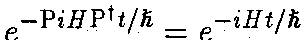 e^{-PiHP^†t/ħ} = e^{-iHt/ħ}